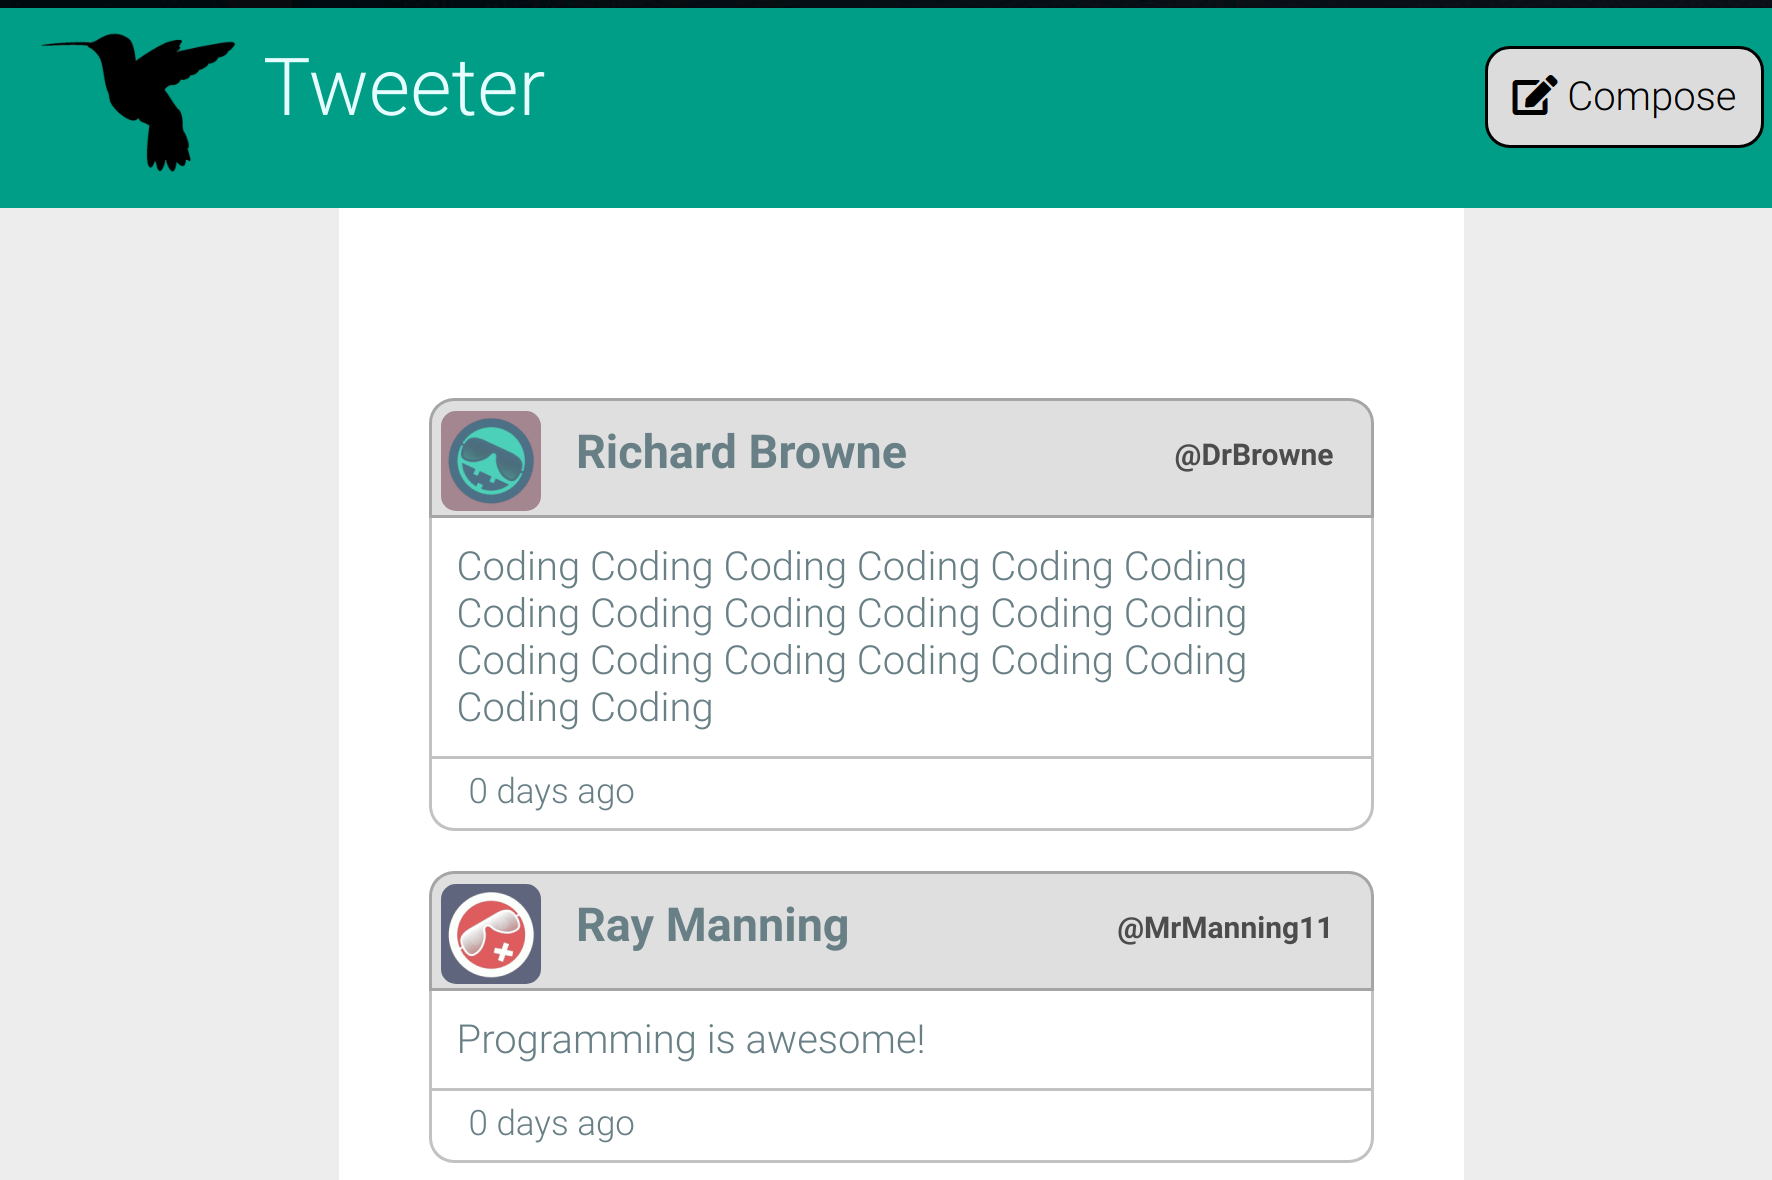 Tweeter
Compose
Richard Browne @DrBrowne
Coding Coding Coding Coding Coding Coding
Coding Coding Coding Coding Coding Coding
Coding Coding Coding Coding Coding Coding
Coding Coding
0 days ago
Ray Manning @MrManning11
Programming is awesome!
0 days ago